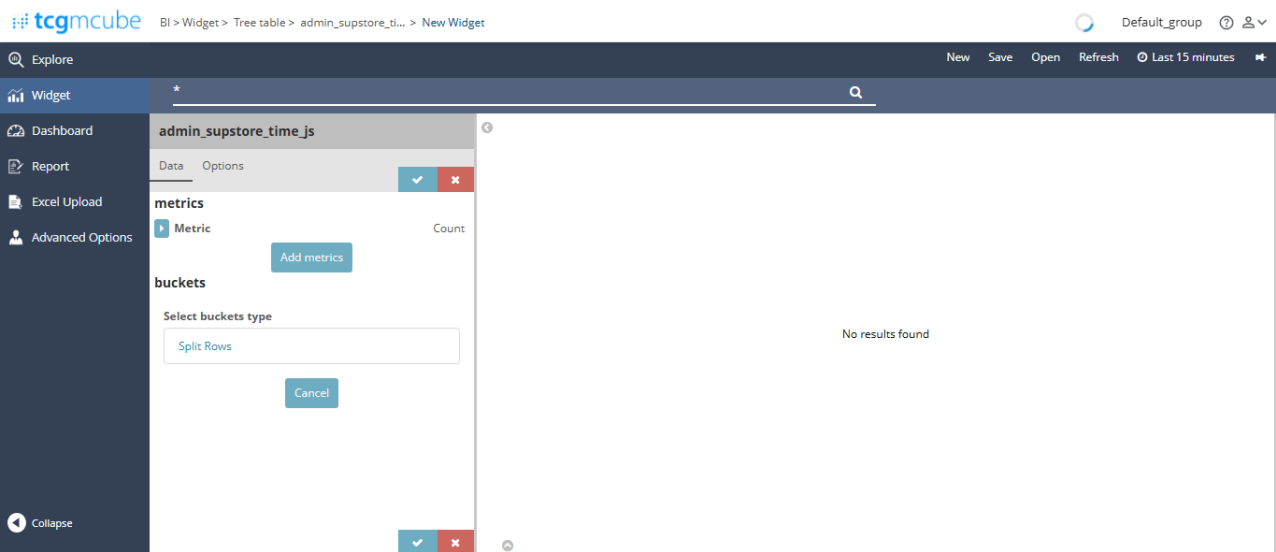 tcgmcube BI > Widget > Tree table > admin_supstore_ti... > New Widget Default_group
Explore New Save Open Refresh Last 15 minutes
Widget *
Dashboard admin_supstore_time_js
Report Data Options
Excel Upload metrics
Metric Count
Advanced Options
Add metrics
buckets
Select buckets type
No results found
Split Rows
Cancel
Collapse